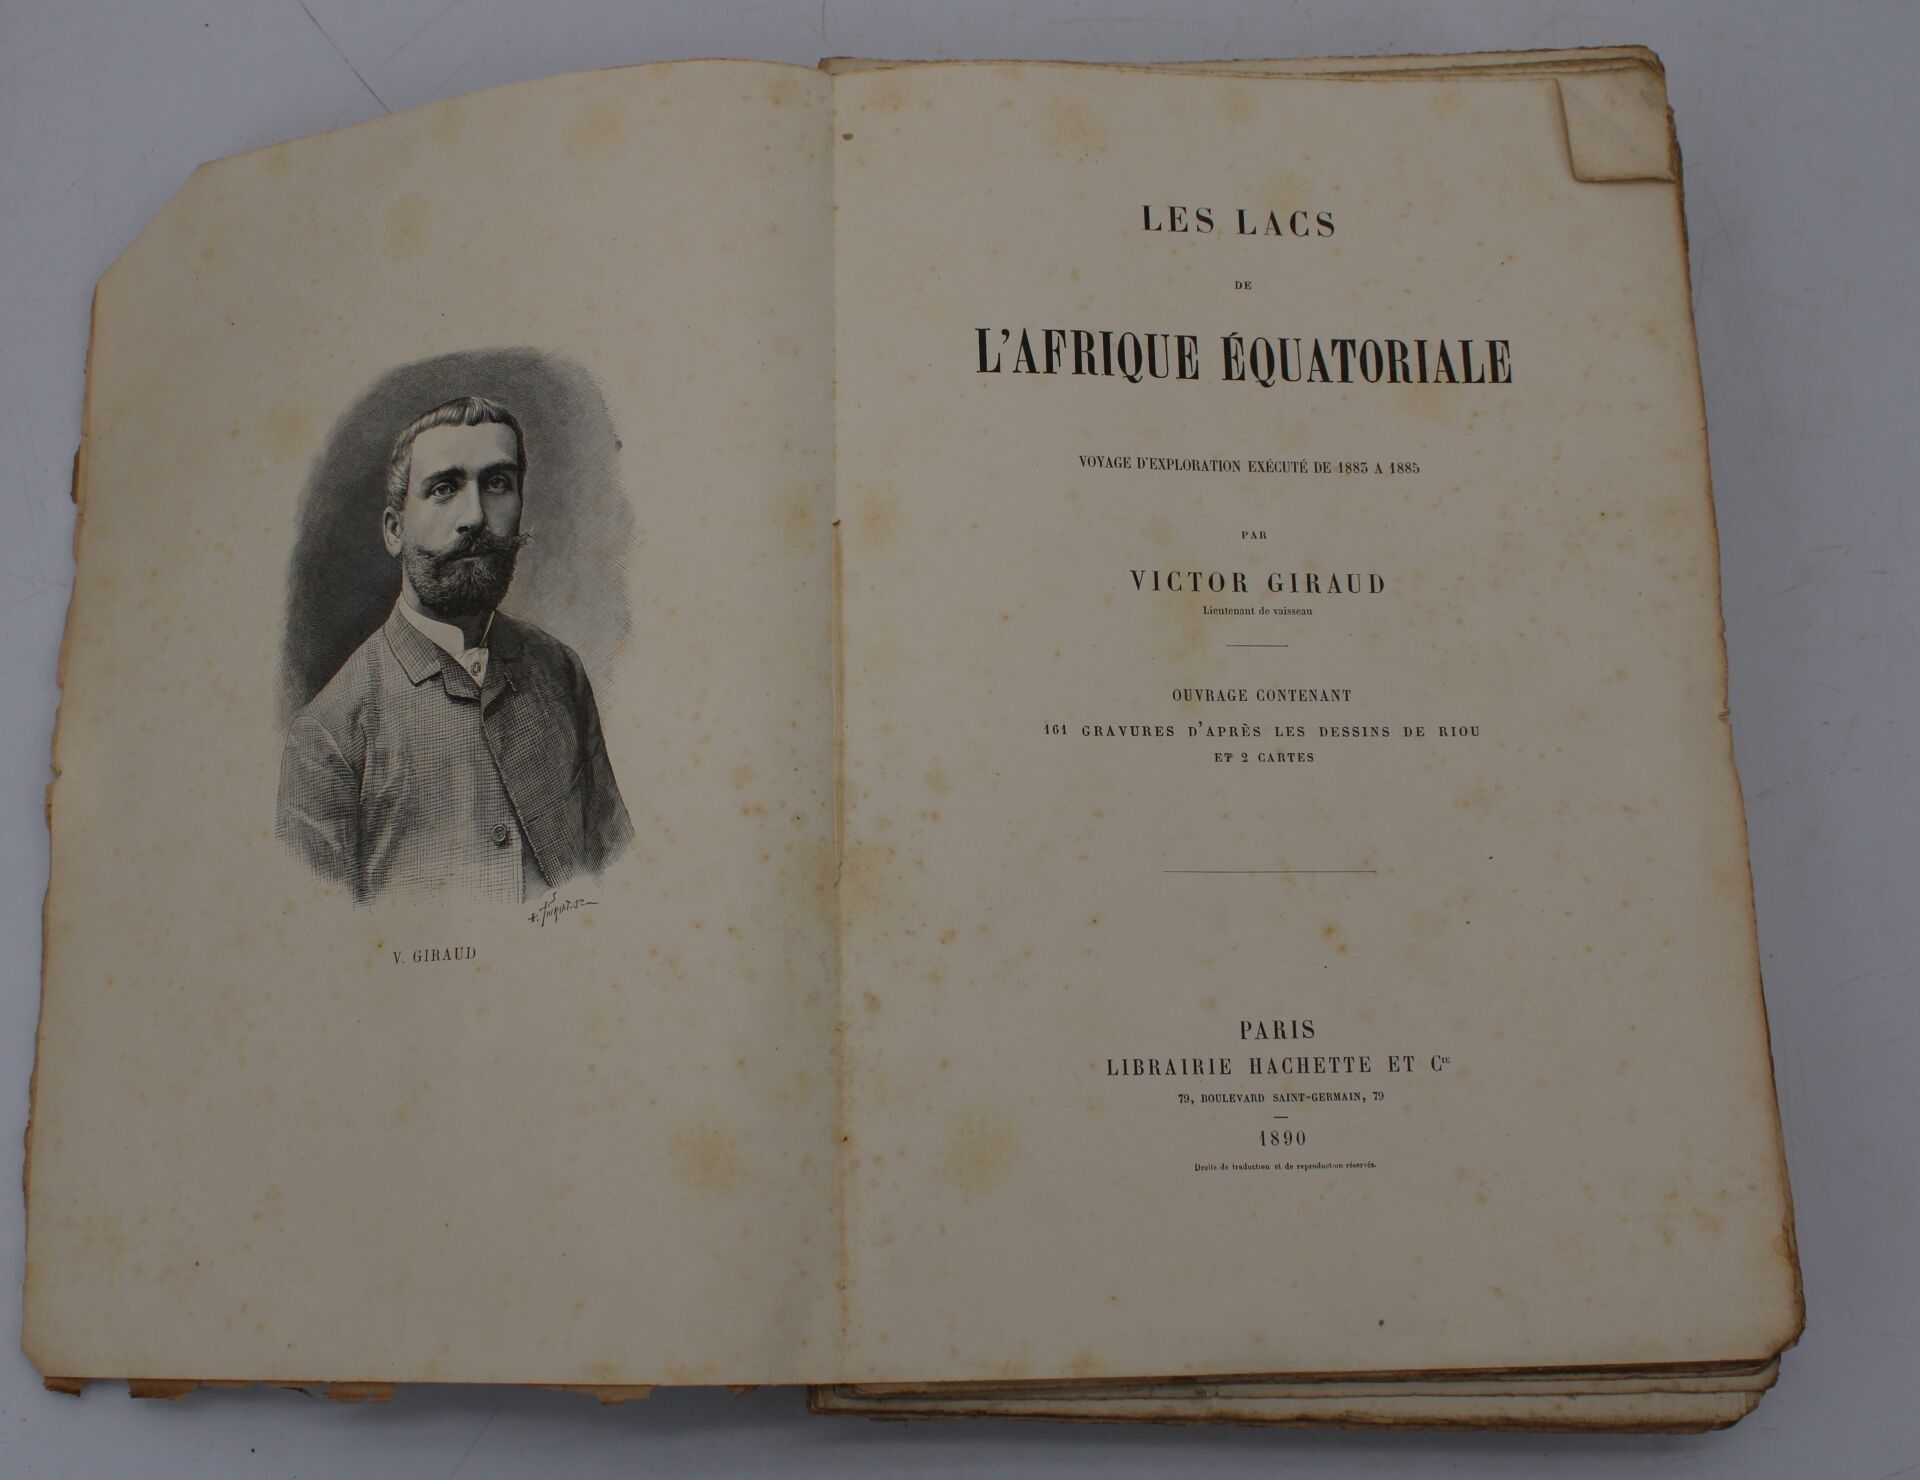 V. GIRAUD
LES LACS
DE
L'AFRIQUE ÉQUATORIALE
VOYAGE D'EXPLORATION EXÉCUTÉ DE 1883 A 1885
PAR
VICTOR GIRAUD
Lieutenant de vaisseau
OUVRAGE CONTENANT
161 GRAVURES D'APRÈS LES DESSINS DE RIOU
ET 2 CARTES
PARIS
LIBRAIRIE HACHETTE ET Cⁱᴱ
79, BOULEVARD SAINT-GERMAIN, 79
1890
Droits de traduction et de reproduction réservés.